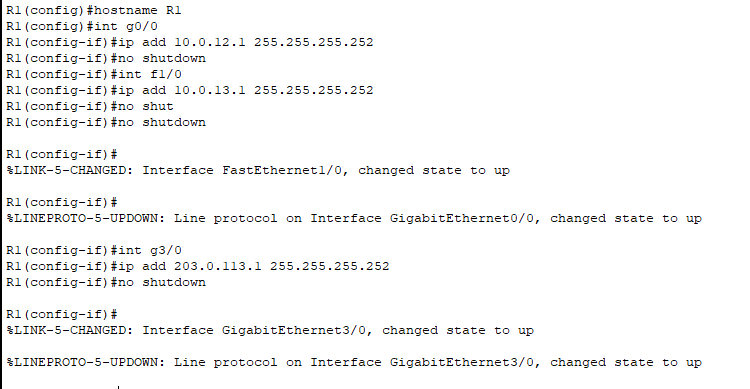 R1(config)#hostname R1
R1(config)#int g0/0
R1(config-if)#ip add 10.0.12.1 255.255.255.252
R1(config-if)#no shutdown
R1(config-if)#int f1/0
R1(config-if)#ip add 10.0.13.1 255.255.255.252
R1(config-if)#no shut
R1(config-if)#no shutdown
R1(config-if)#
%LINK-5-CHANGED: Interface FastEthernet1/0, changed state to up
R1(config-if)#
%LINEPROTO-5-UPDOWN: Line protocol on Interface GigabitEthernet0/0, changed state to up
R1(config-if)#int g3/0
R1(config-if)#ip add 203.0.113.1 255.255.255.252
R1(config-if)#no shutdown
R1(config-if)#
%LINK-5-CHANGED: Interface GigabitEthernet3/0, changed state to up
%LINEPROTO-5-UPDOWN: Line protocol on Interface GigabitEthernet3/0, changed state to up